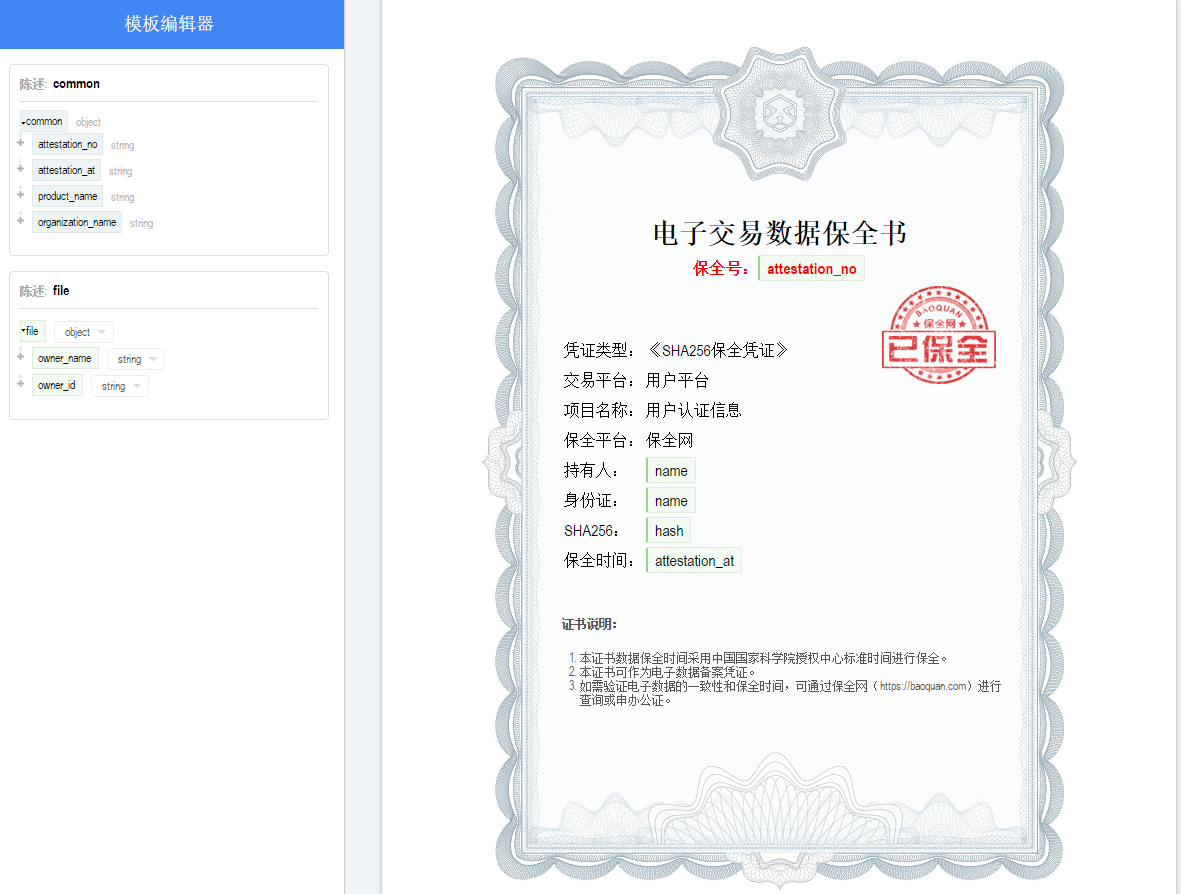 模板编辑器
陈述: common
common object
attestation_no string
attestation_at string
product_name string
organization_name string
陈述: file
file object
owner_name string
owner_id string
电子交易数据保全书
保全号： attestation_no
BAOQUAN
保全网
已保全
凭证类型： 《SHA256保全凭证》
交易平台： 用户平台
项目名称： 用户认证信息
保全平台： 保全网
持有人： name
身份证： name
SHA256： hash
保全时间： attestation_at
证书说明：
1. 本证书数据保全时间采用中国国家科学院授权中心标准时间进行保全。
2. 本证书可作为电子数据备案凭证。
3. 如需验证电子数据的一致性和保全时间，可通过保全网（https://baoquan.com）进行
查询或申办公证。